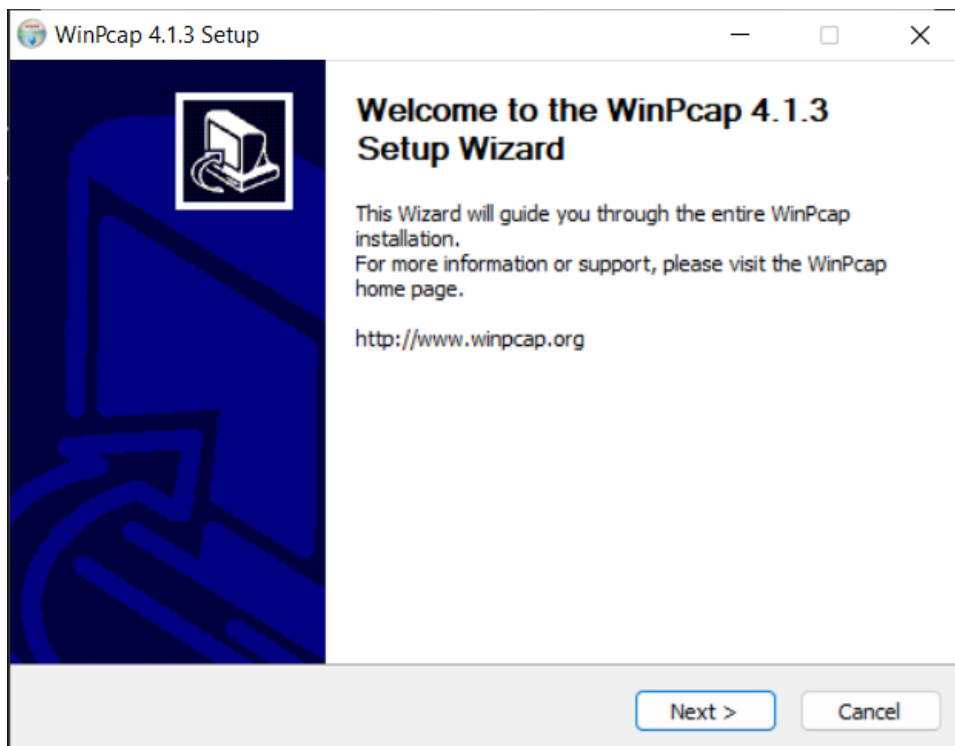 WinPcap 4.1.3 Setup
Welcome to the WinPcap 4.1.3
Setup Wizard
This Wizard will guide you through the entire WinPcap
installation.
For more information or support, please visit the WinPcap
home page.
http://www.winpcap.org
Next >
Cancel